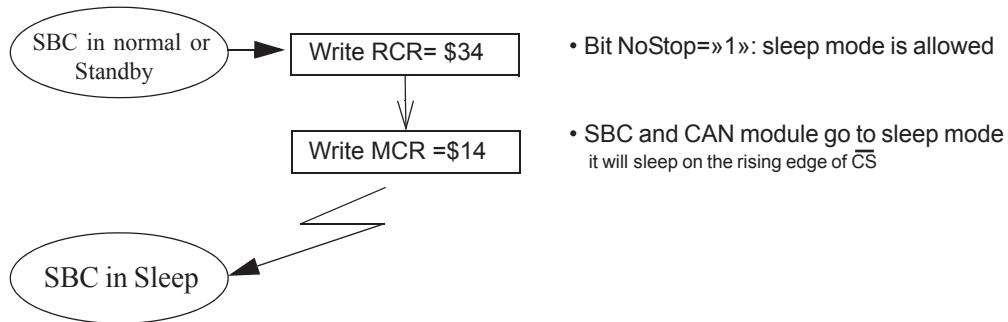 SBC in normal or
Standby
Write RCR= $34
• Bit NoStop=»1»: sleep mode is allowed
Write MCR =$14
• SBC and CAN module go to sleep mode
it will sleep on the rising edge of C̅S̅
SBC in Sleep